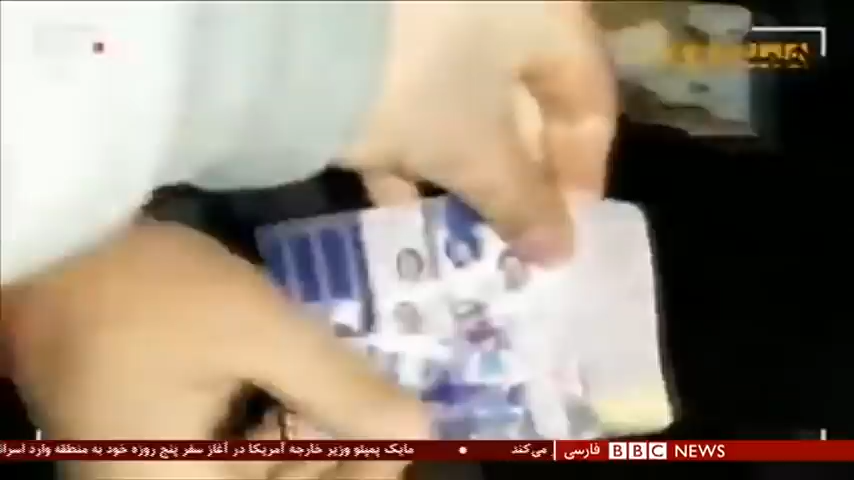 مایک پمپئو وزیر خارجه آمریکا در آغاز سفر پنج روزه خود به منطقه وارد اسرا
می‌کند
فارسی BBC NEWS